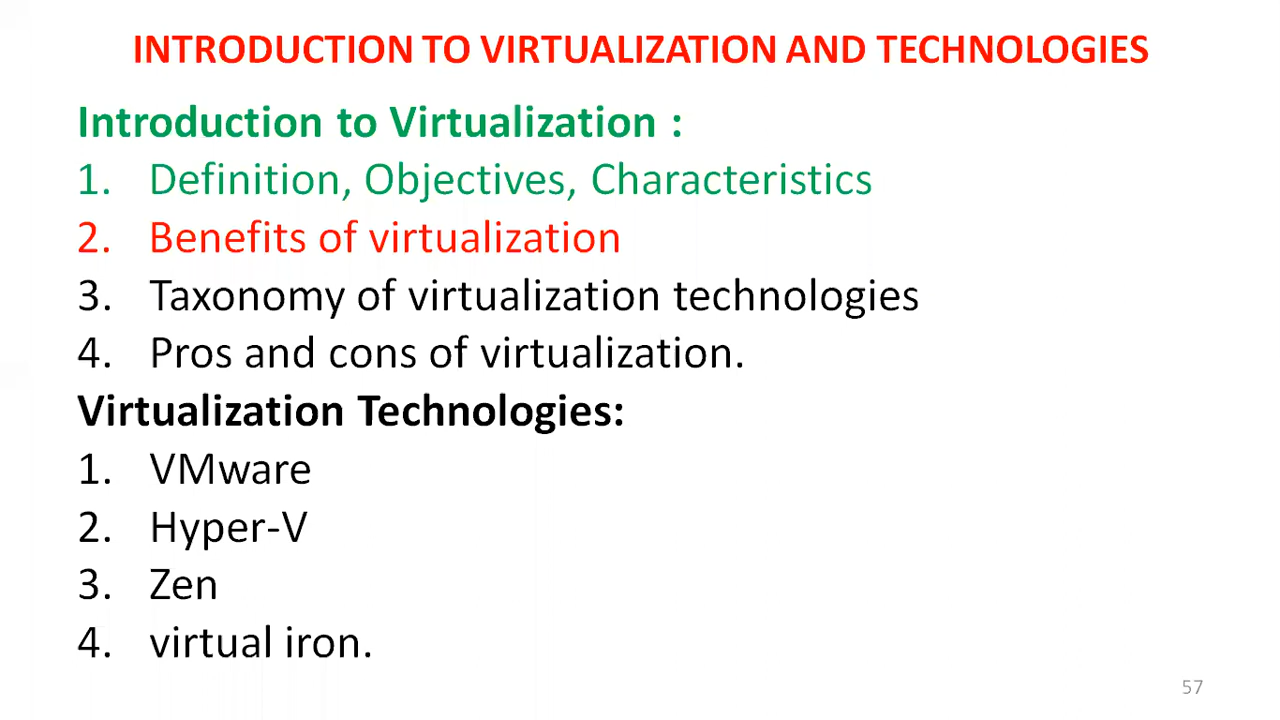 INTRODUCTION TO VIRTUALIZATION AND TECHNOLOGIES
Introduction to Virtualization :
1. Definition, Objectives, Characteristics
2. Benefits of virtualization
3. Taxonomy of virtualization technologies
4. Pros and cons of virtualization.
Virtualization Technologies:
1. VMware
2. Hyper-V
3. Zen
4. virtual iron.
57